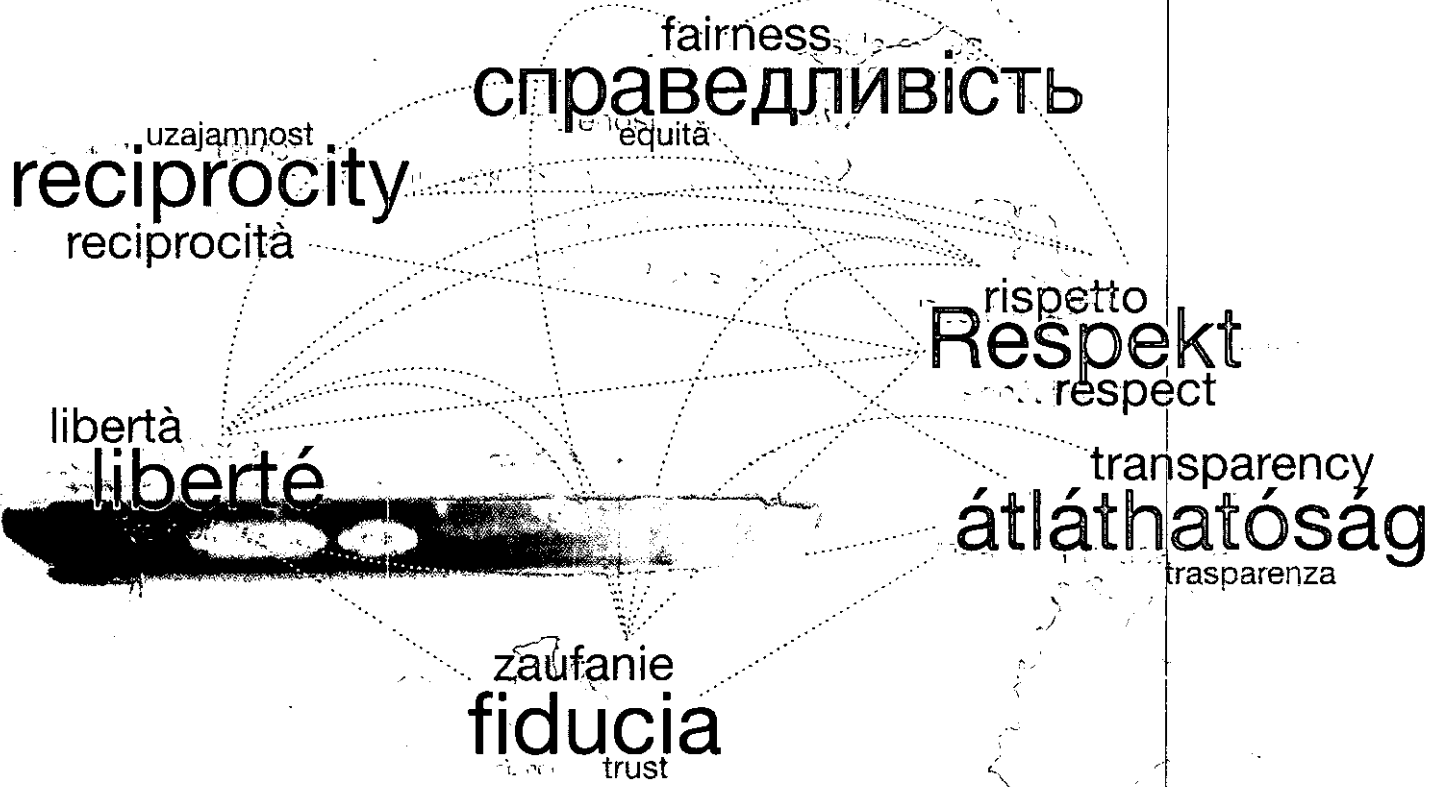 fairness
справедливість
equità
uzajamnost
reciprocity
reciprocità
rispetto
Respekt
respect
libertà
liberté
transparency
átláthatóság
trasparenza
zaufanie
fiducia
trust